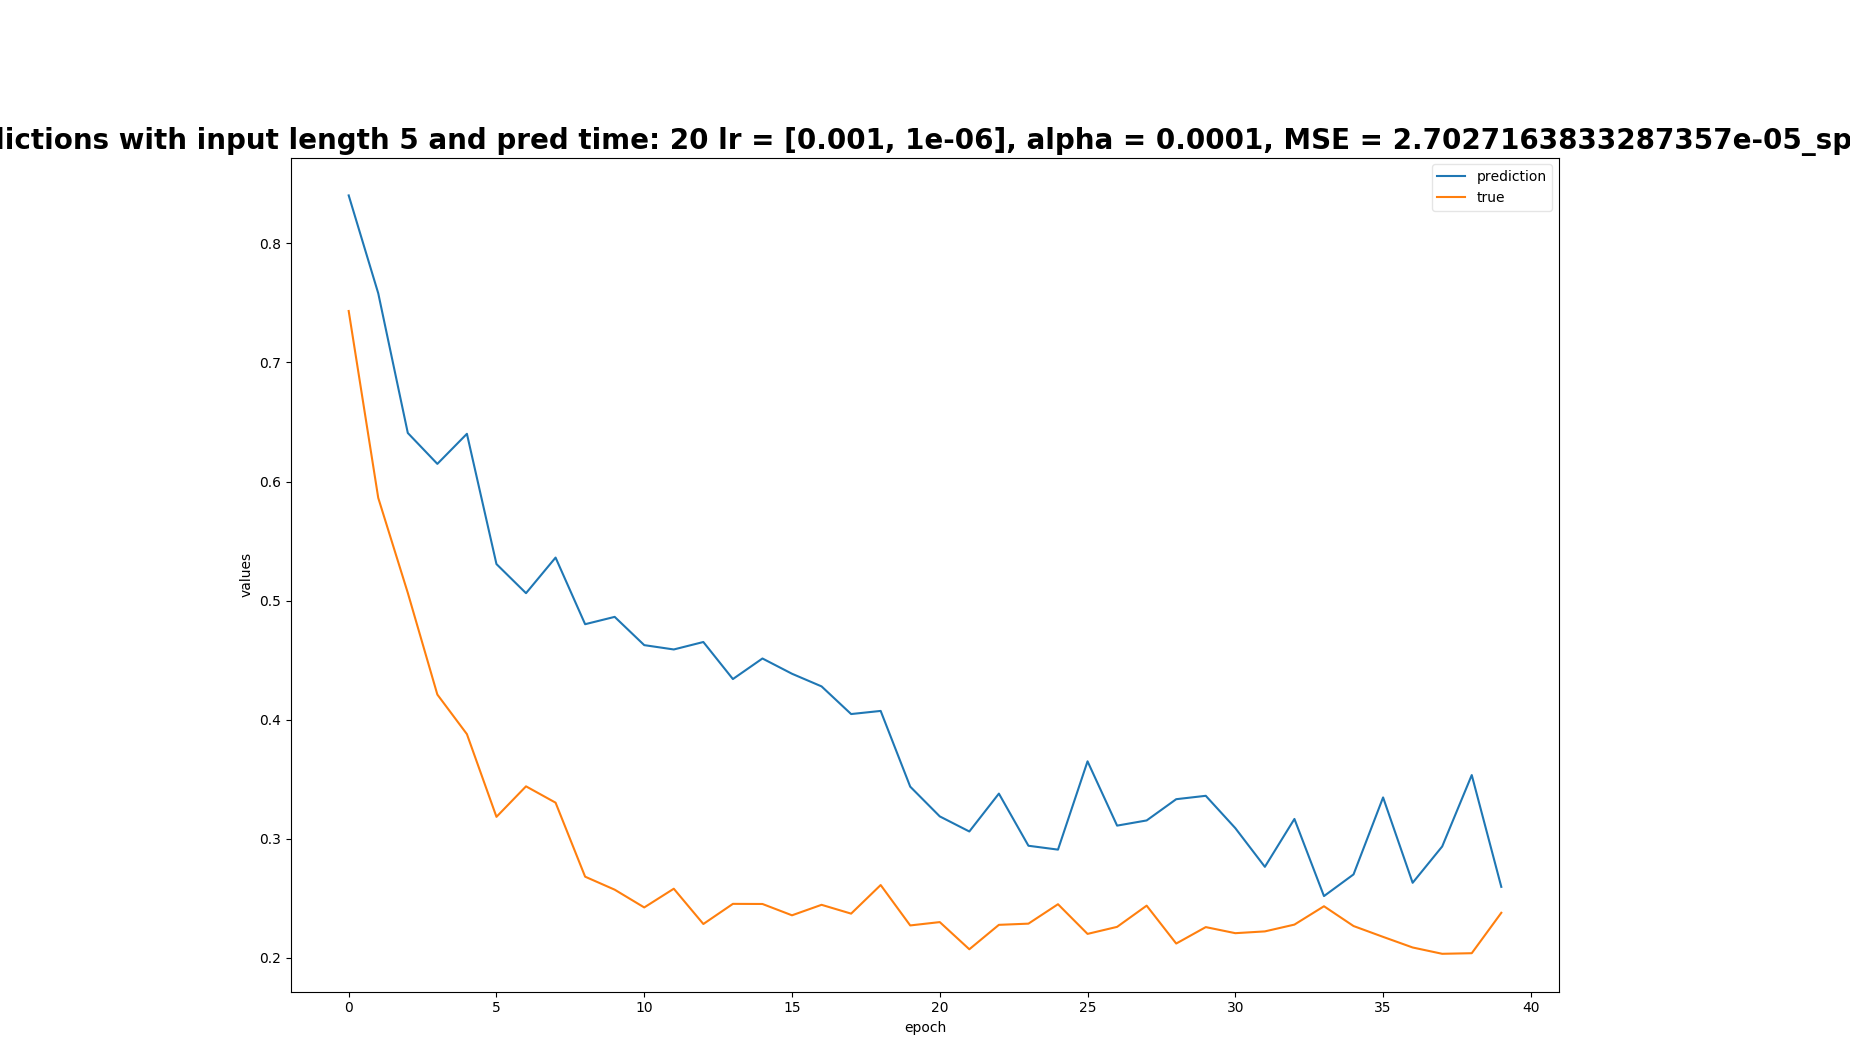 dictions with input length 5 and pred time: 20 lr = [0.001, 1e-06], alpha = 0.0001, MSE = 2.7027163833287357e-05_sp
prediction
true
0.8
0.7
0.6
0.5
0.4
0.3
0.2
values
0 5 10 15 20 25 30 35 40
epoch